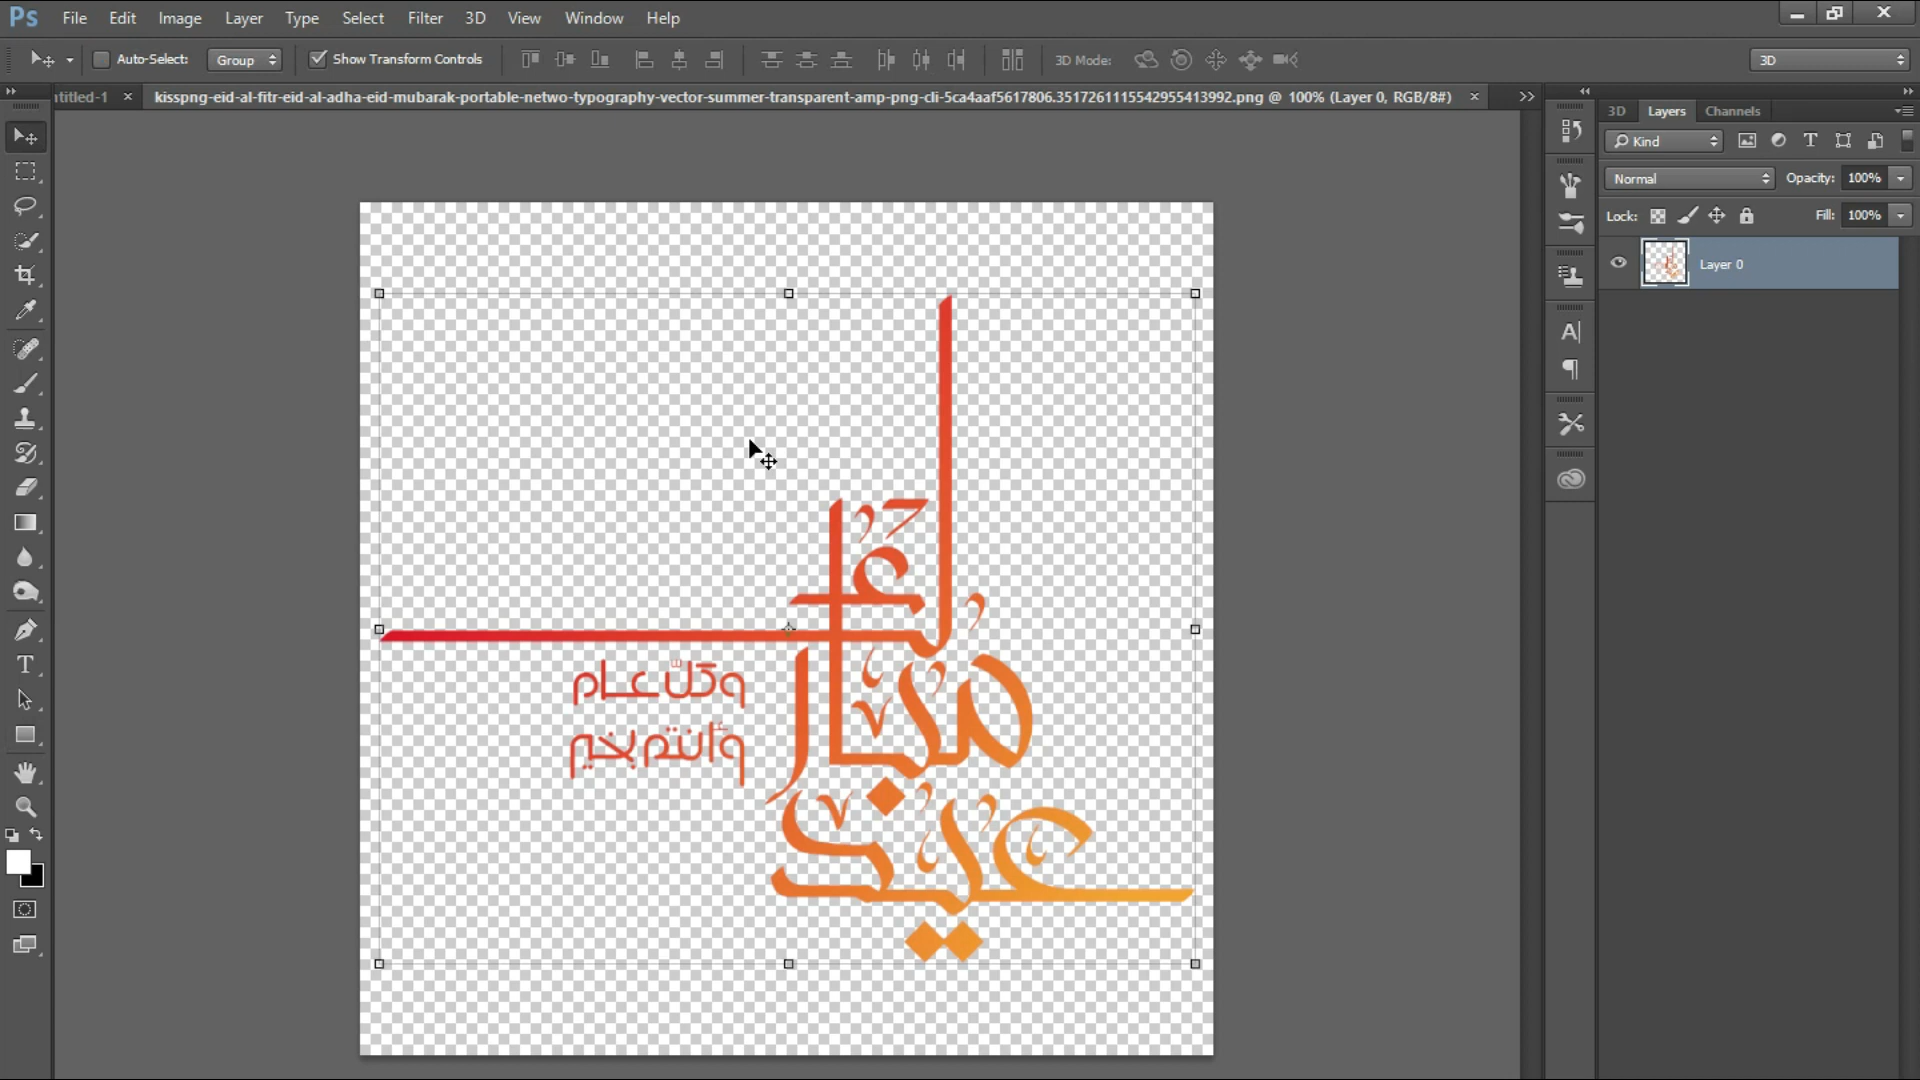 Ps File Edit Image Layer Type Select Filter 3D View Window Help
Auto-Select: Group Show Transform Controls 3D Mode: 3D
ntitled-1 × kisspng-eid-al-fitr-eid-al-adha-eid-mubarak-portable-netwo-typography-vector-summer-transparent-amp-png-cli-5ca4aaf5617806.3517261115542955413992.png @ 100% (Layer 0, RGB/8#) ×
3D Layers Channels
Kind
Normal Opacity: 100%
Lock: Fill: 100%
Layer 0
وكلّ عام
وأنتم بخير